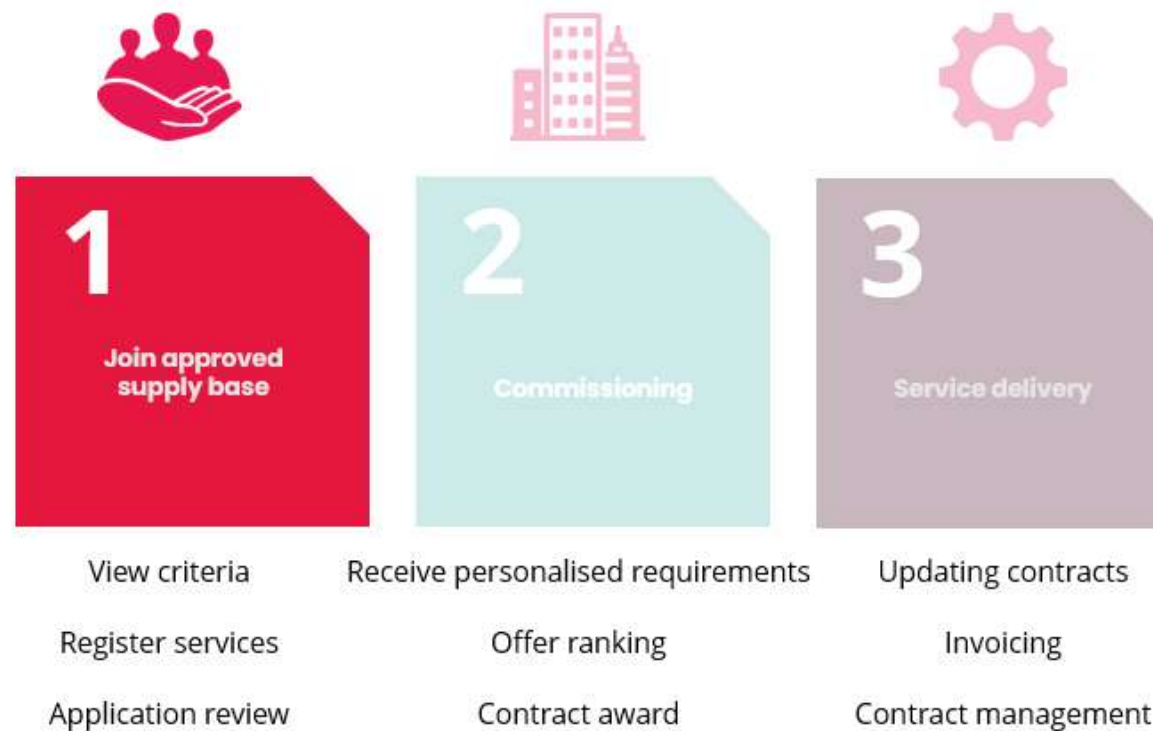 1
Join approved
supply base
2
Commissioning
3
Service delivery
View criteria
Register services
Application review
Receive personalised requirements
Offer ranking
Contract award
Updating contracts
Invoicing
Contract management